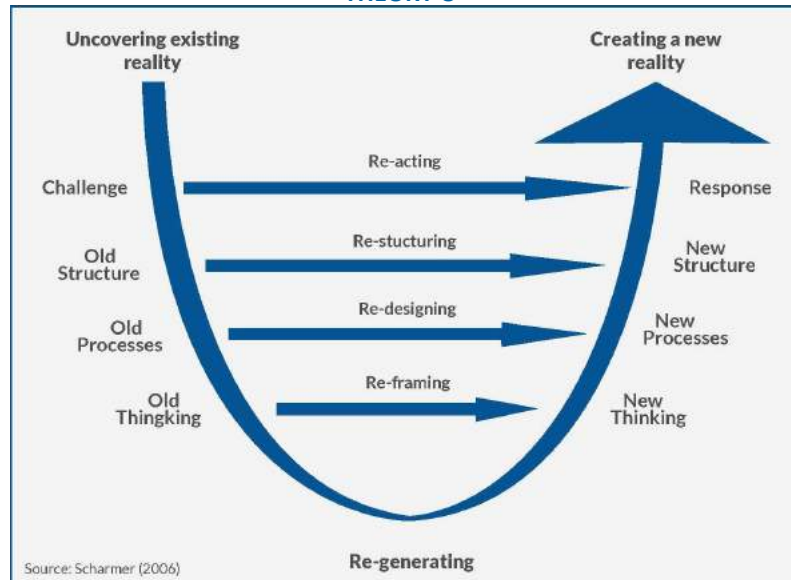 Uncovering existing
reality
Creating a new
reality
Re-acting
Challenge
Response
Re-stucturing
Old
Structure
New
Structure
Re-designing
Old
Processes
New
Processes
Re-framing
Old
Thingking
New
Thinking
Re-generating
Source: Scharmer (2006)